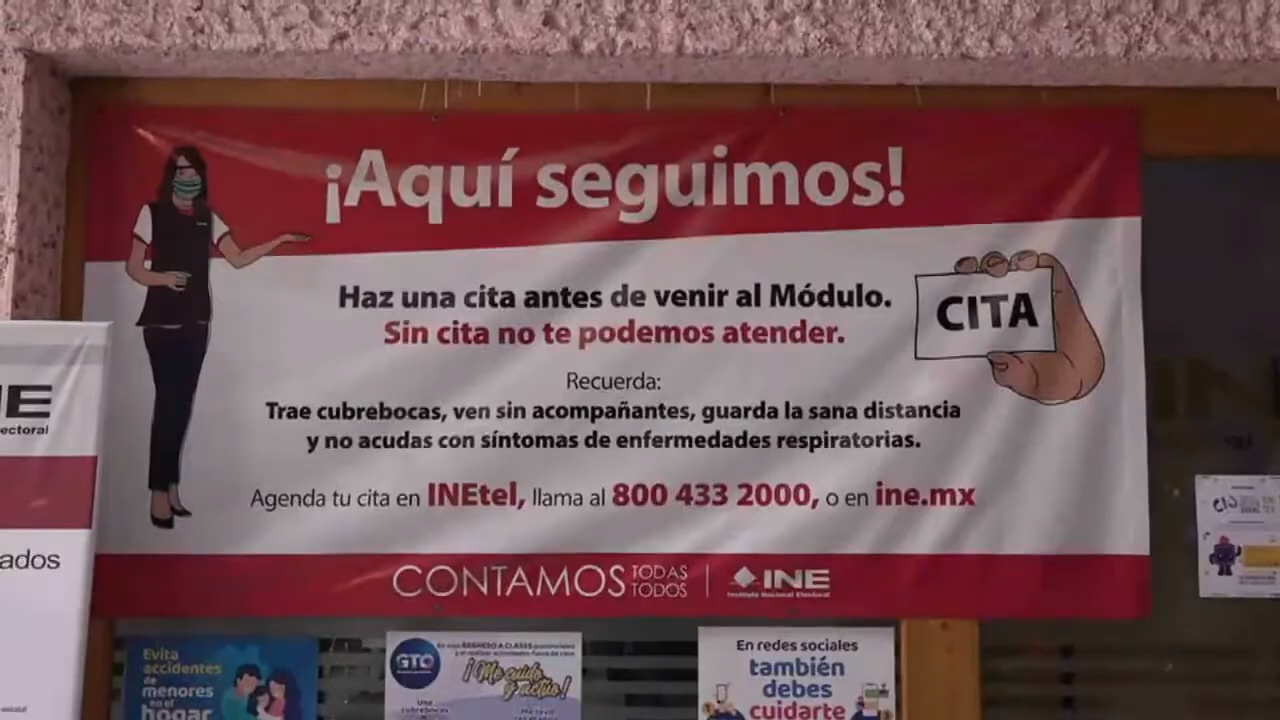 ¡Aquí seguimos!
Haz una cita antes de venir al Módulo.
Sin cita no te podemos atender.
CITA
Recuerda:
Trae cubrebocas, ven sin acompañantes, guarda la sana distancia
y no acudas con síntomas de enfermedades respiratorias.
Agenda tu cita en INEtel, llama al 800 433 2000, o en ine.mx
CONTAMOS TODAS TODOS | INE
Instituto Nacional Electoral
NE
ectoral
ados
Evita
accidentes
de
menores
en el
hogar
GTO
¡Me cuido
y actúo!
En redes sociales
también
debes
cuidarte